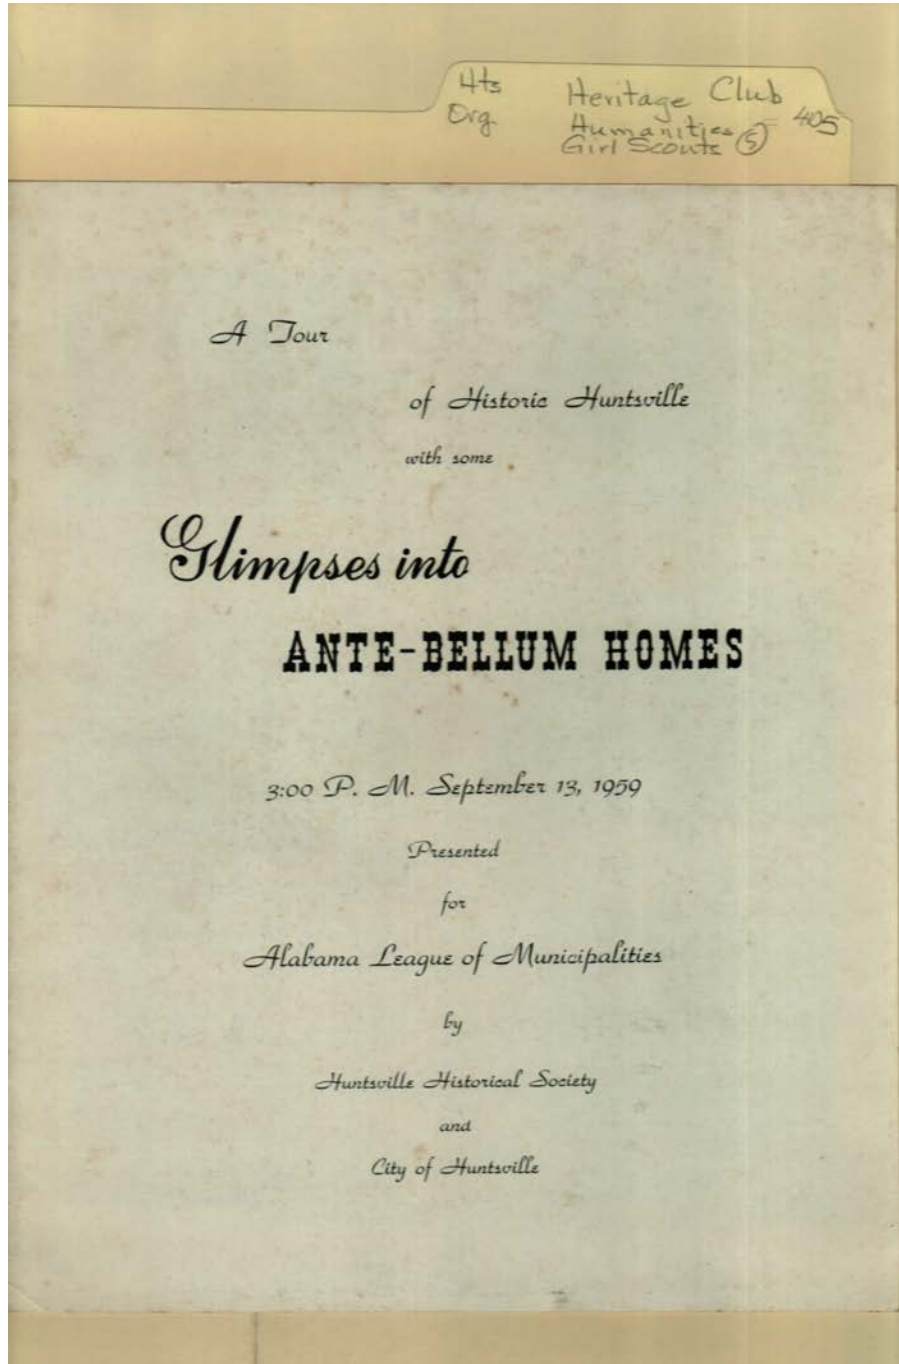 Hts Heritage Club
Org Humanities 405
Girl Scouts 5
A Tour
of Historic Huntsville
with some
Glimpses into
ANTE-BELLUM HOMES
3:00 P. M. September 13, 1959
Presented
for
Alabama League of Municipalities
by
Huntsville Historical Society
and
City of Huntsville